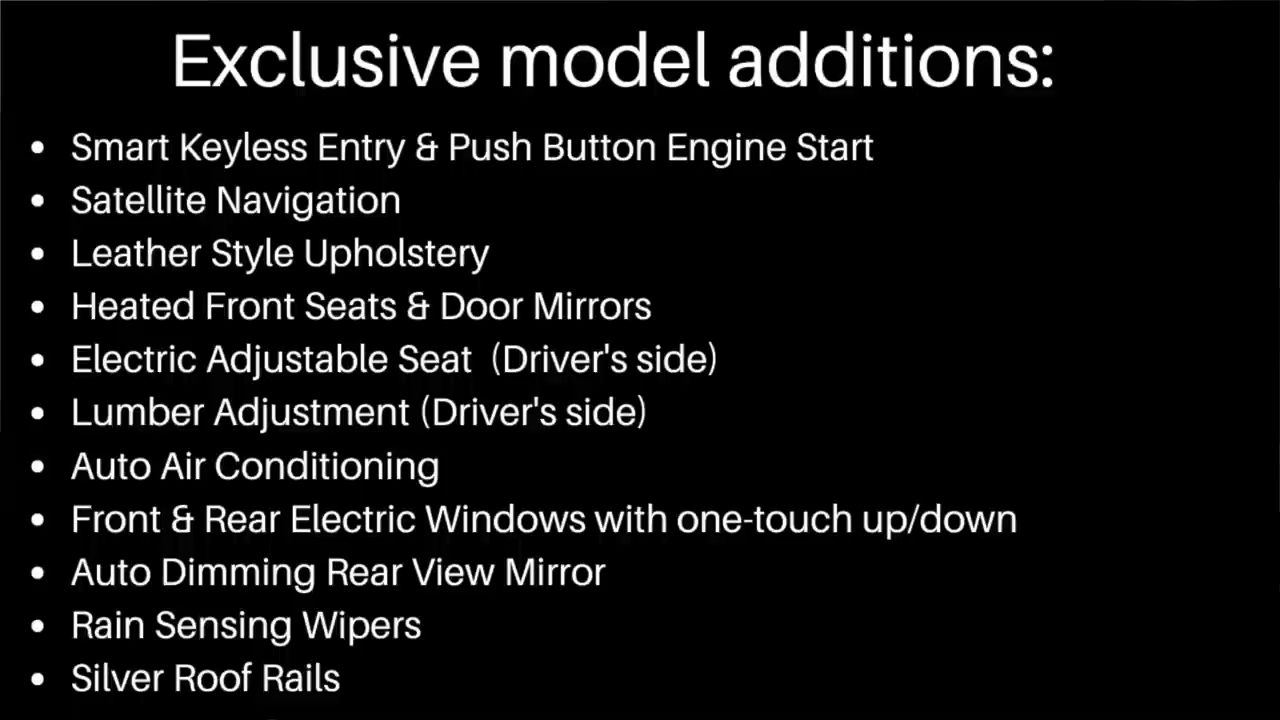 Exclusive model additions:
• Smart Keyless Entry & Push Button Engine Start
• Satellite Navigation
• Leather Style Upholstery
• Heated Front Seats & Door Mirrors
• Electric Adjustable Seat (Driver's side)
• Lumber Adjustment (Driver's side)
• Auto Air Conditioning
• Front & Rear Electric Windows with one-touch up/down
• Auto Dimming Rear View Mirror
• Rain Sensing Wipers
• Silver Roof Rails